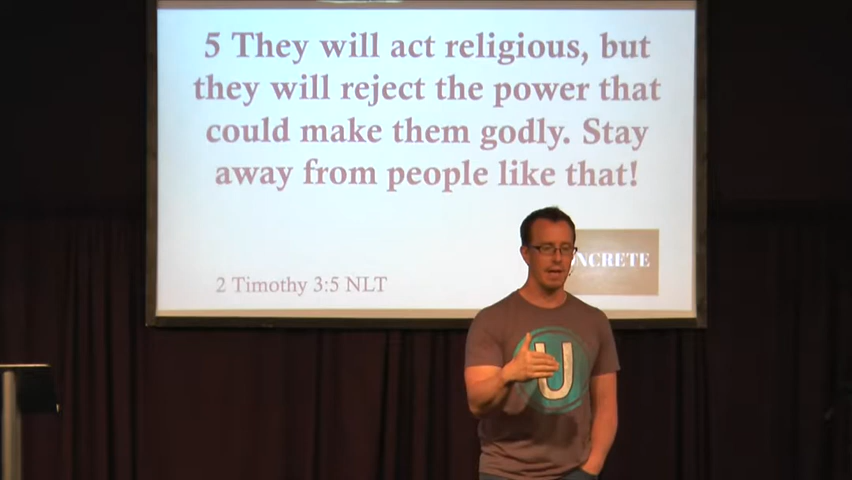 5 They will act religious, but
they will reject the power that
could make them godly. Stay
away from people like that!
NCRETE
2 Timothy 3:5 NLT
U